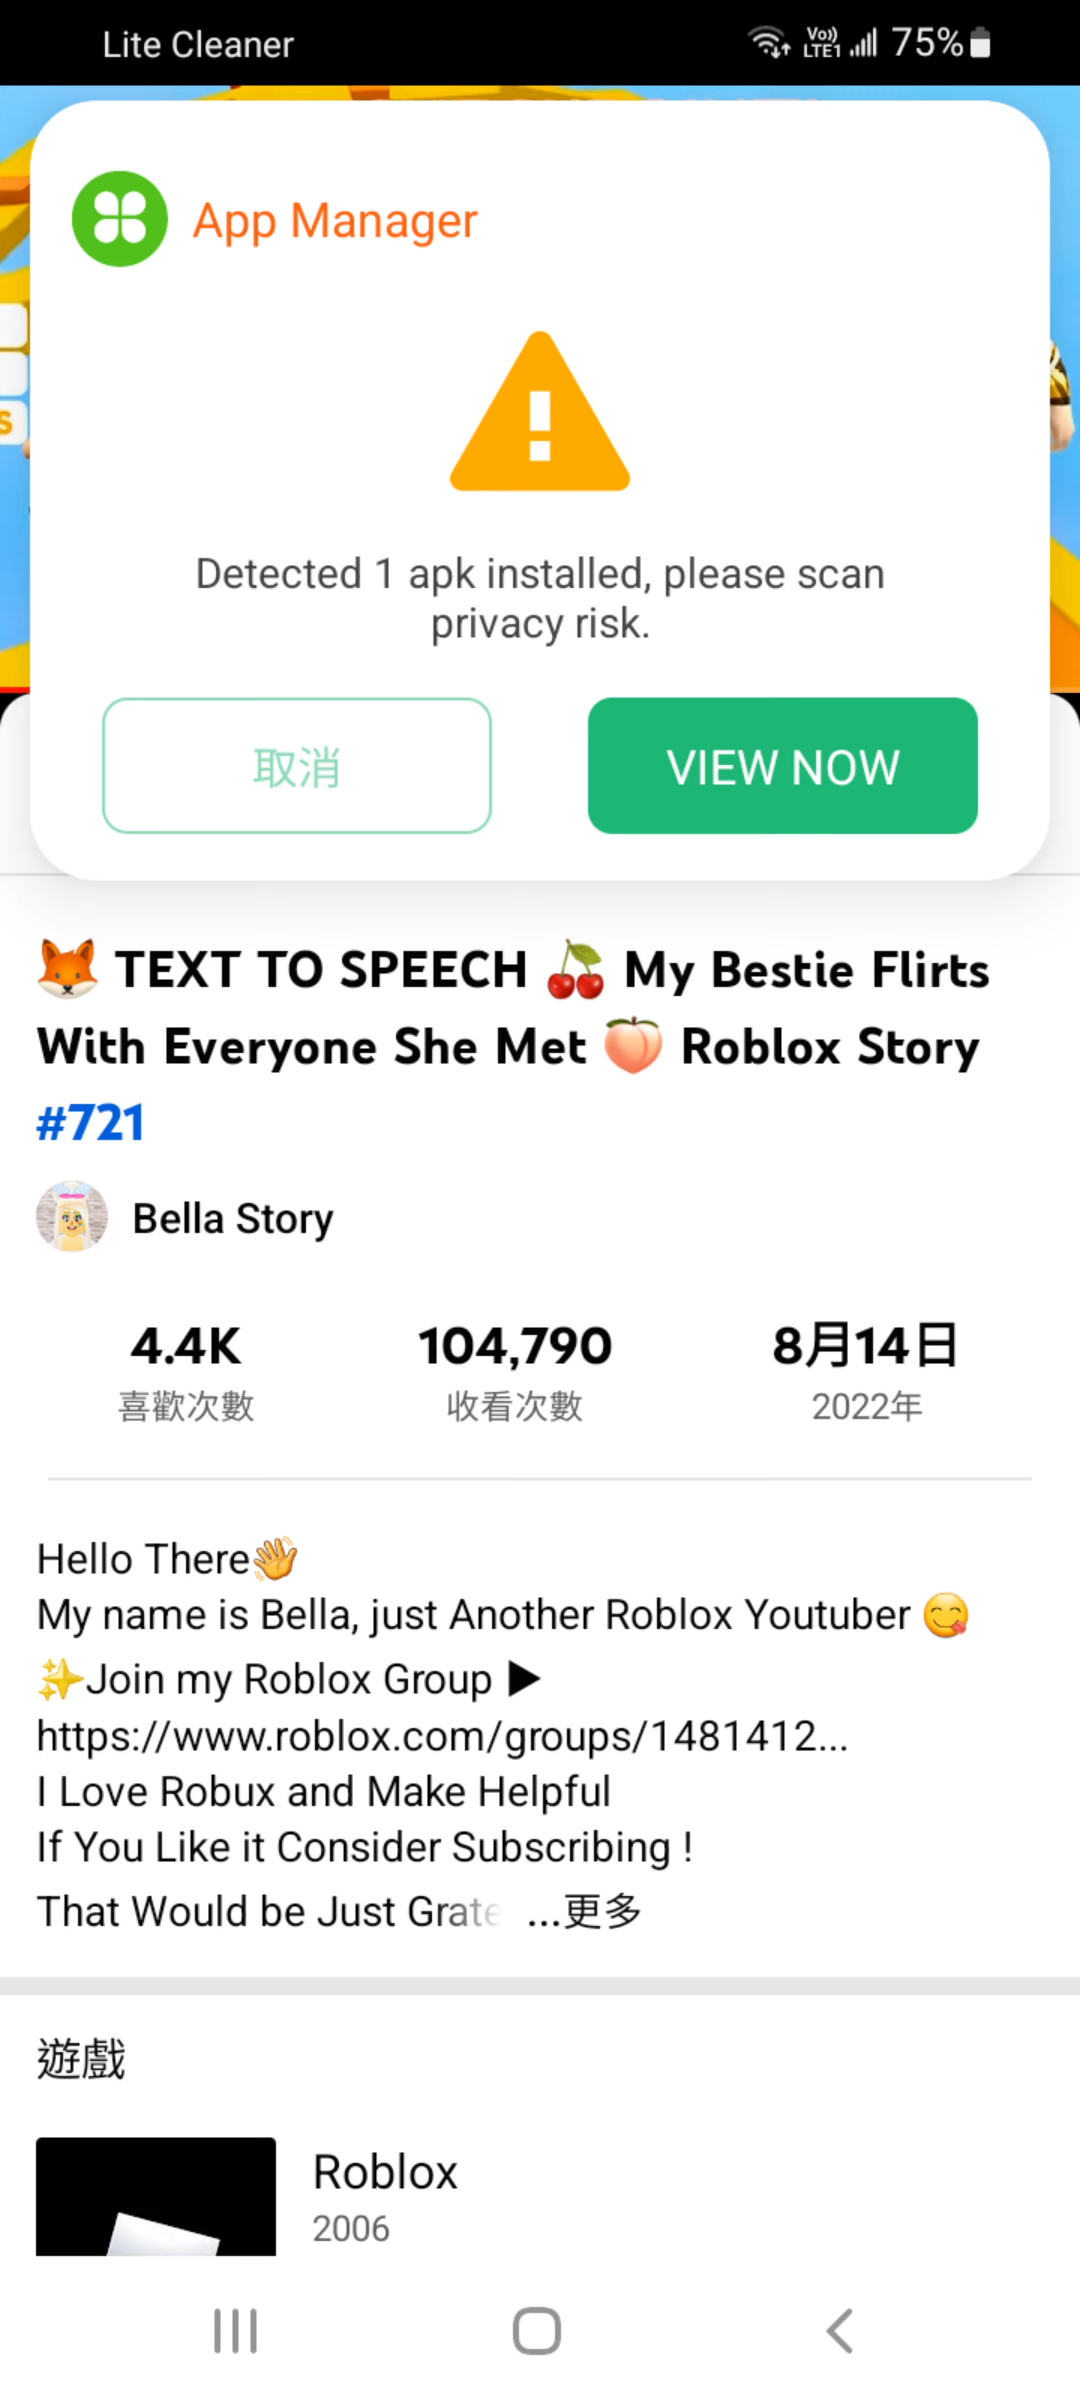 Lite Cleaner
Vo)) LTE1 75%
App Manager
Detected 1 apk installed, please scan
privacy risk.
取消
VIEW NOW
S
🦊 TEXT TO SPEECH 🍒 My Bestie Flirts
With Everyone She Met 🍑 Roblox Story
#721
Bella Story
4.4K 104,790 8月14日
喜歡次數 收看次數 2022年
Hello There👋
My name is Bella, just Another Roblox Youtuber 😋
✨Join my Roblox Group ▶
https://www.roblox.com/groups/1481412...
I Love Robux and Make Helpful
If You Like it Consider Subscribing !
That Would be Just Grate ...更多
遊戲
Roblox
2006